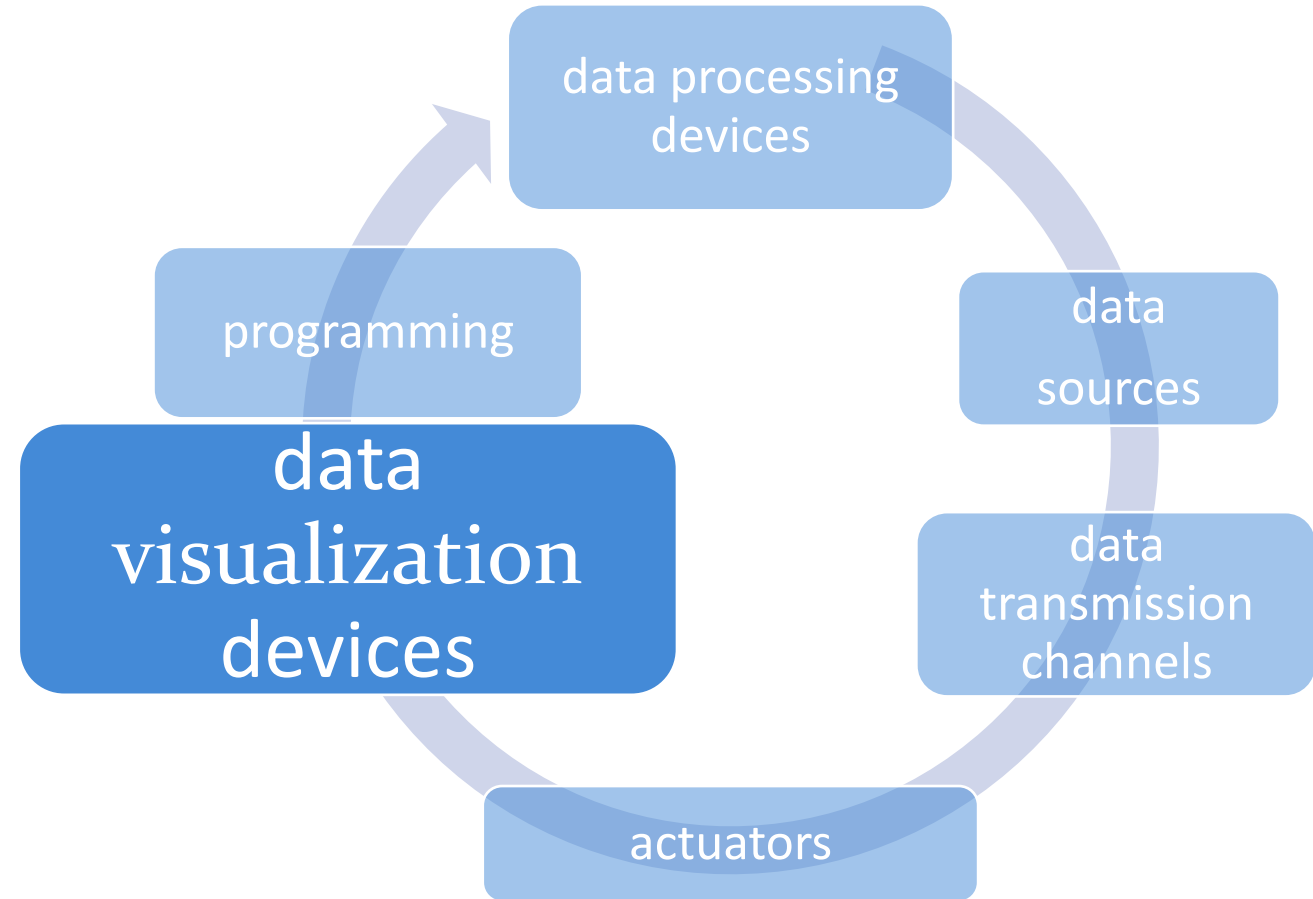 data processing
devices
programming
data
sources
data
visualization
devices
data
transmission
channels
actuators